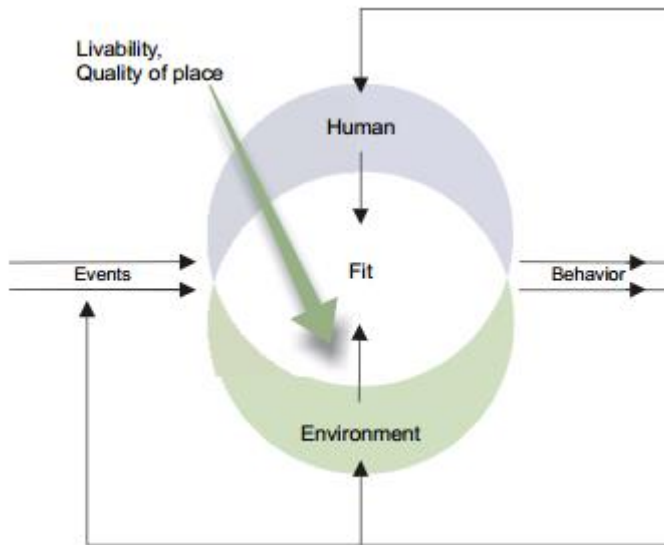 Livability,
Quality of place
Human
Fit
Events
Behavior
Environment